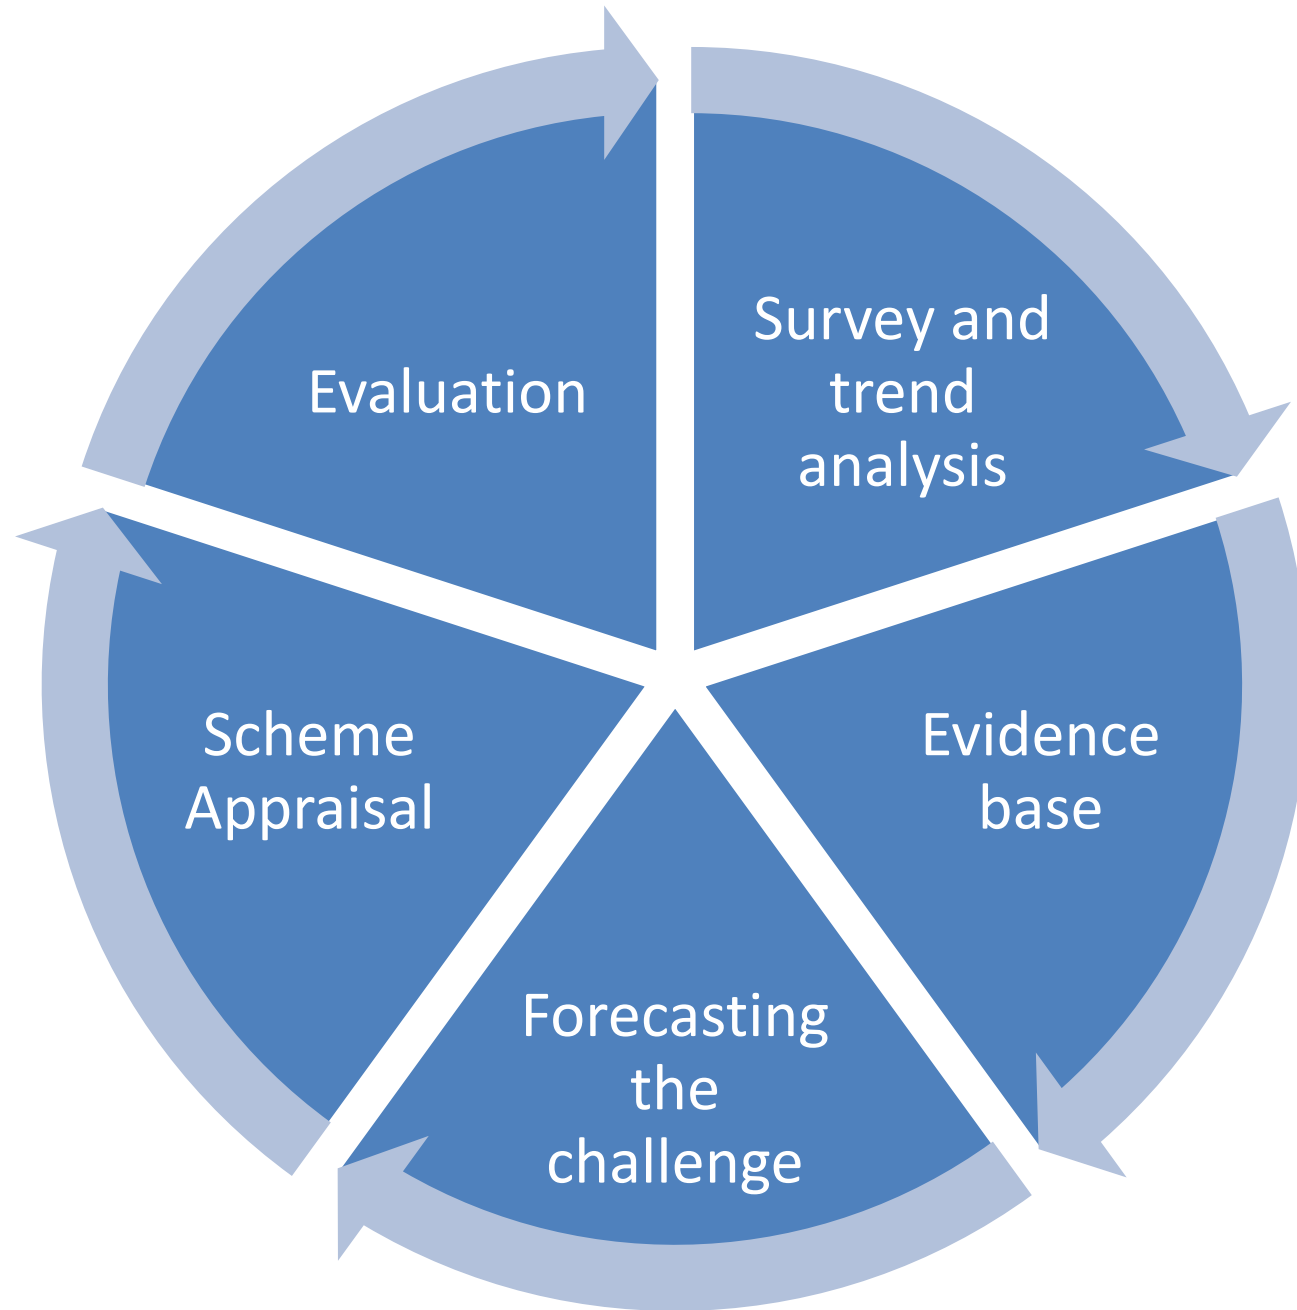 Survey and
trend
analysis
Evidence
base
Forecasting
the
challenge
Scheme
Appraisal
Evaluation